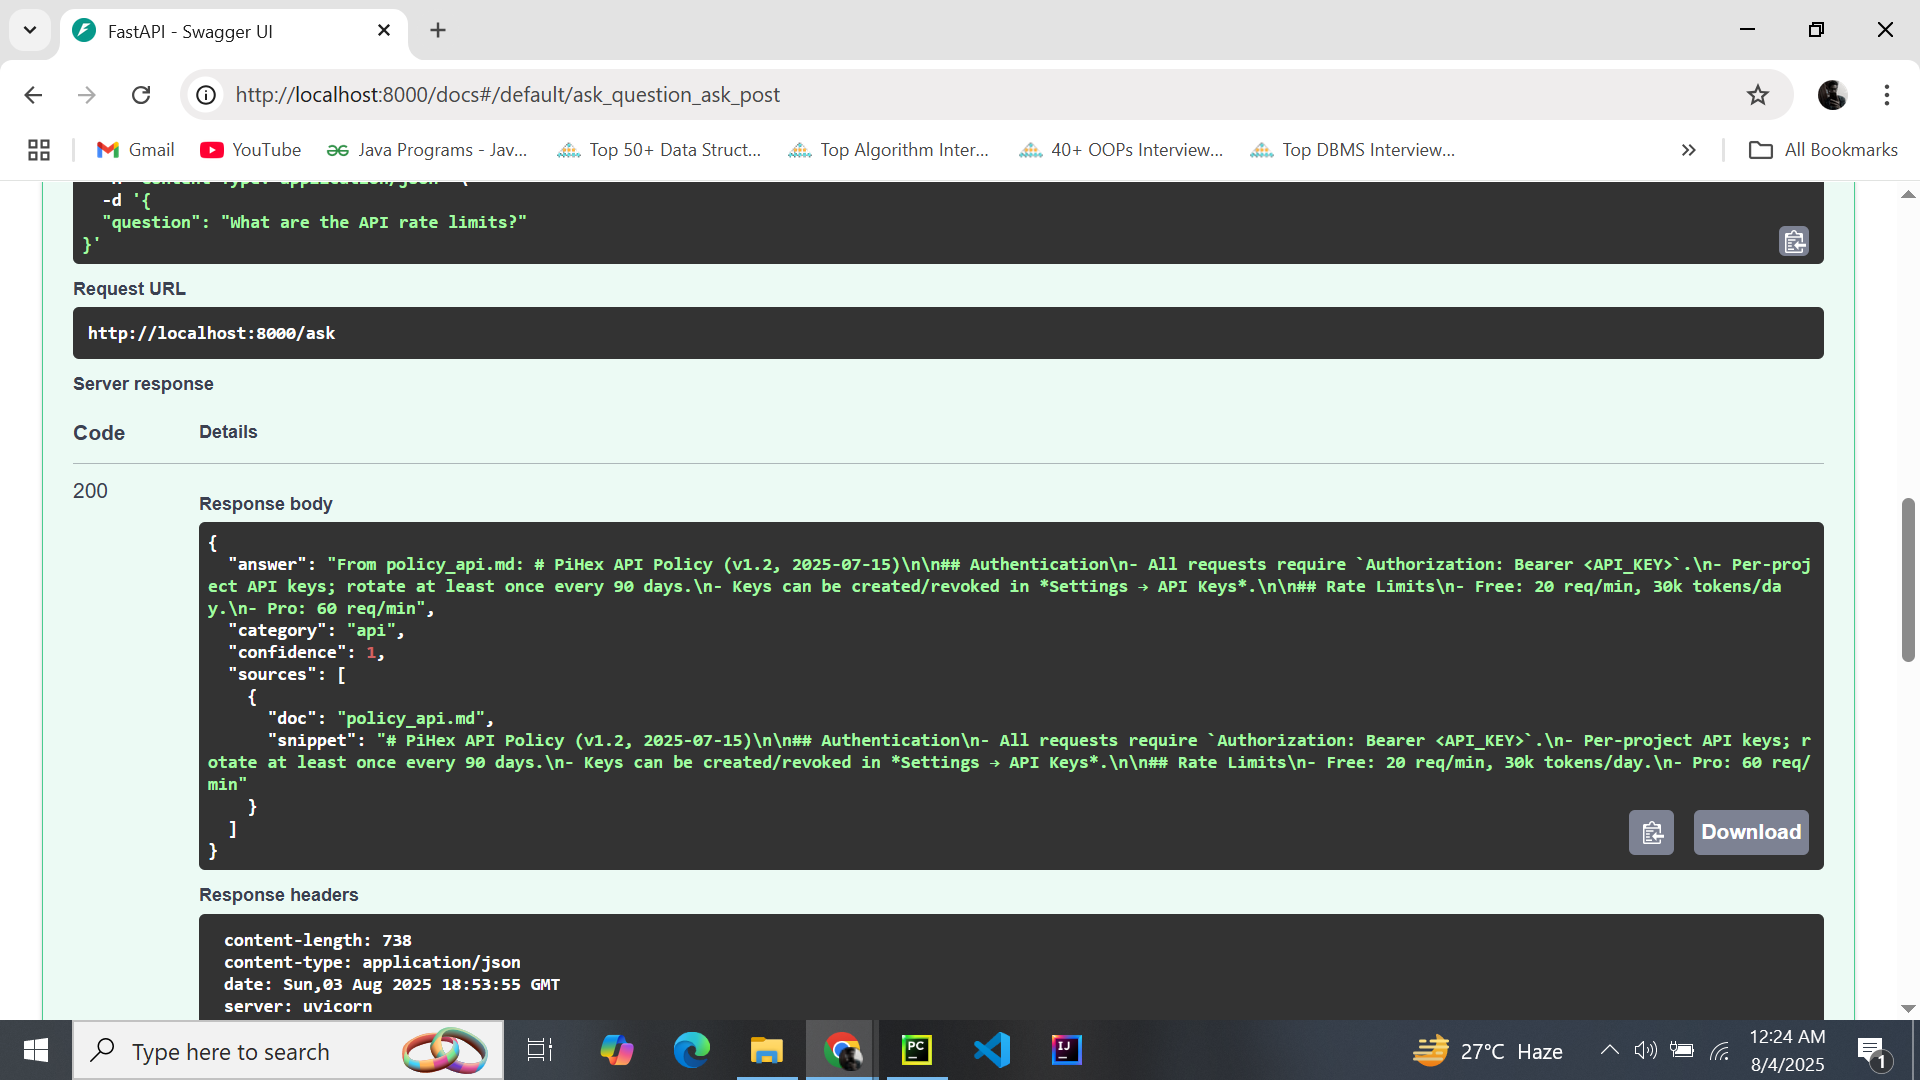 FastAPI - Swagger UI
http://localhost:8000/docs#/default/ask_question_ask_post
Gmail
YouTube
Java Programs - Jav...
Top 50+ Data Struct...
Top Algorithm Inter...
40+ OOPs Interview...
Top DBMS Interview...
All Bookmarks
-d '{
"question": "What are the API rate limits?"
}'
Request URL
http://localhost:8000/ask
Server response
Code
Details
200
Response body
{
"answer": "From policy_api.md: # PiHex API Policy (v1.2, 2025-07-15)\n\n## Authentication\n- All requests require `Authorization: Bearer <API_KEY>`.\n- Per-proj
ect API keys; rotate at least once every 90 days.\n- Keys can be created/revoked in *Settings → API Keys*.\n\n## Rate Limits\n- Free: 20 req/min, 30k tokens/da
y.\n- Pro: 60 req/min",
"category": "api",
"confidence": 1,
"sources": [
{
"doc": "policy_api.md",
"snippet": "# PiHex API Policy (v1.2, 2025-07-15)\n\n## Authentication\n- All requests require `Authorization: Bearer <API_KEY>`.\n- Per-project API keys; r
otate at least once every 90 days.\n- Keys can be created/revoked in *Settings → API Keys*.\n\n## Rate Limits\n- Free: 20 req/min, 30k tokens/day.\n- Pro: 60 req/
min"
}
]
}
Download
Response headers
content-length: 738
content-type: application/json
date: Sun,03 Aug 2025 18:53:55 GMT
server: uvicorn
Type here to search
PC
IJ
27°C Haze
12:24 AM
8/4/2025
1